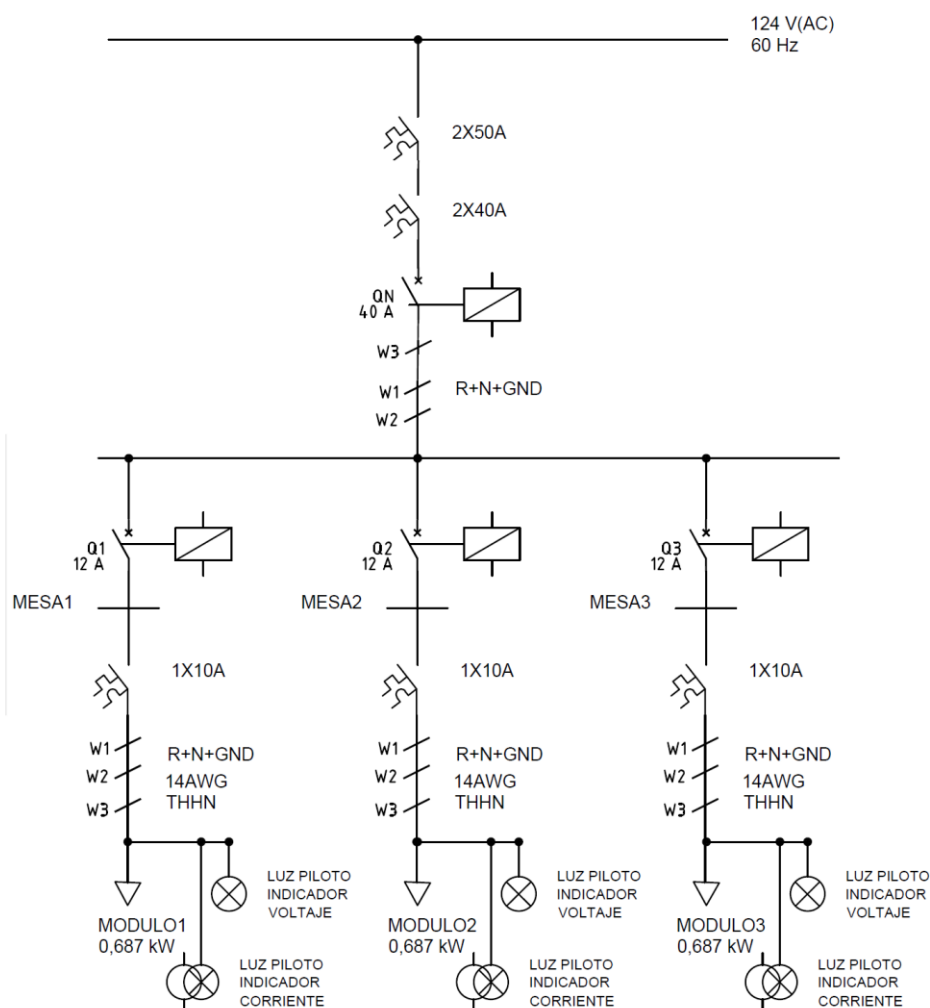 124 V(AC)
60 Hz
2X50A
2X40A
QN
40 A
W3
W1
R+N+GND
W2
Q1
12 A
Q2
12 A
Q3
12 A
MESA1
MESA2
MESA3
1X10A
1X10A
1X10A
W1
R+N+GND
W2
14AWG
W3
THHN
W1
R+N+GND
W2
14AWG
W3
THHN
W1
R+N+GND
W2
14AWG
W3
THHN
LUZ PILOTO
INDICADOR
VOLTAJE
LUZ PILOTO
INDICADOR
VOLTAJE
LUZ PILOTO
INDICADOR
VOLTAJE
MODULO1
0,687 kW
MODULO2
0,687 kW
MODULO3
0,687 kW
LUZ PILOTO
INDICADOR
CORRIENTE
LUZ PILOTO
INDICADOR
CORRIENTE
LUZ PILOTO
INDICADOR
CORRIENTE